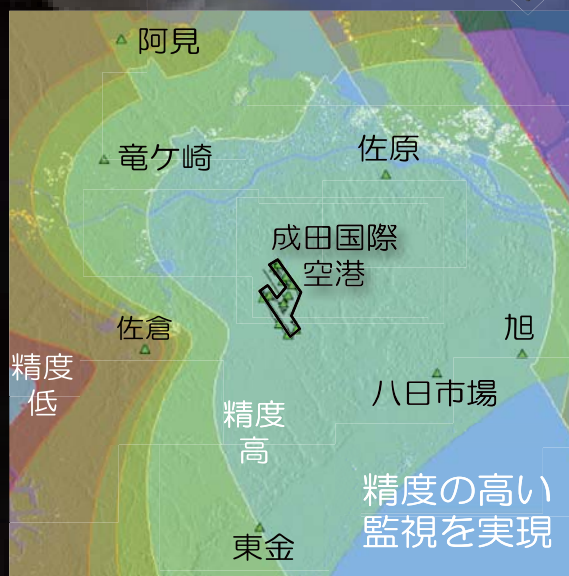 阿見
竜ケ崎
佐原
成田国際
空港
佐倉
旭
精度
低
八日市場
精度
高
精度の高い
監視を実現
東金